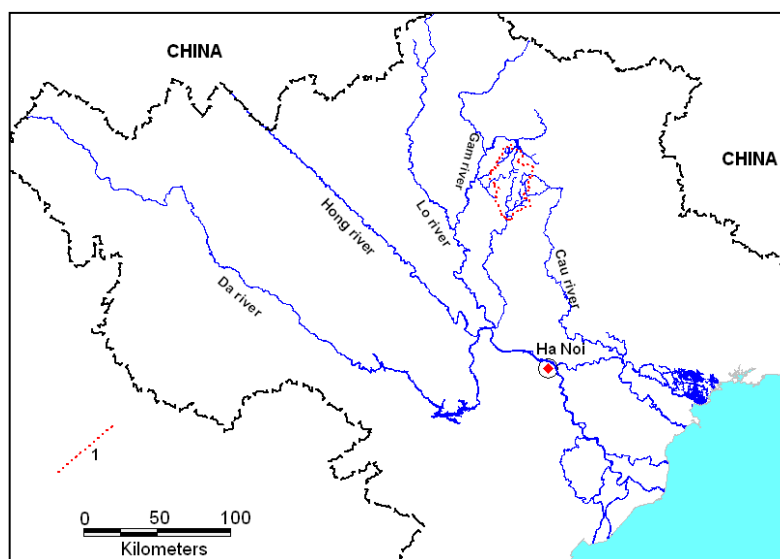 CHINA
CHINA
Gam river
Lo river
Hong river
Da river
Cau river
Ha Noi
1
0 50 100
Kilometers